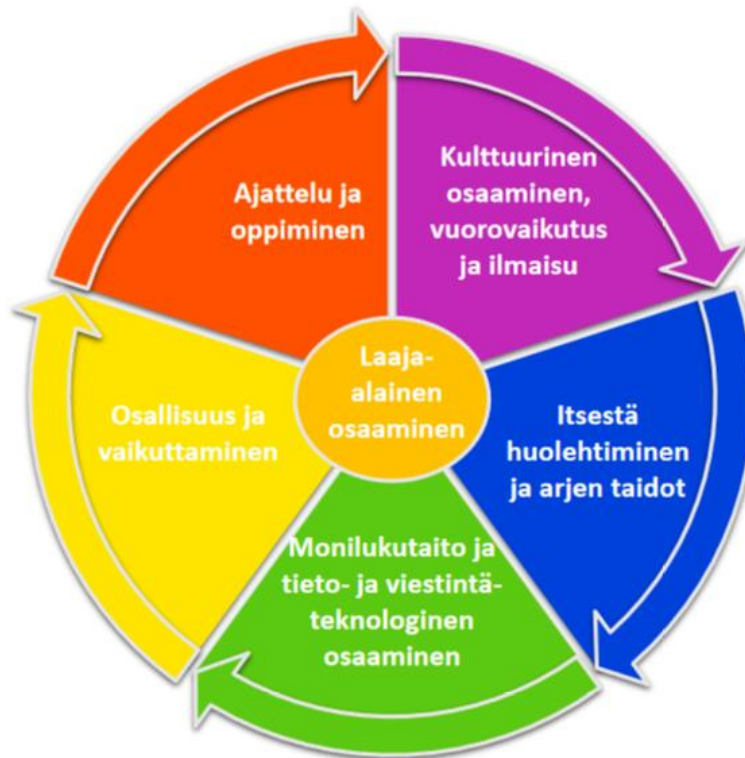 Ajattelu ja
oppiminen
Kulttuurinen
osaaminen,
vuorovaikutus
ja ilmaisu
Laaja-
alainen
osaaminen
Osallisuus ja
vaikuttaminen
Itsestä
huolehtiminen
ja arjen taidot
Monilukutaito ja
tieto- ja viestintä-
teknologinen
osaaminen